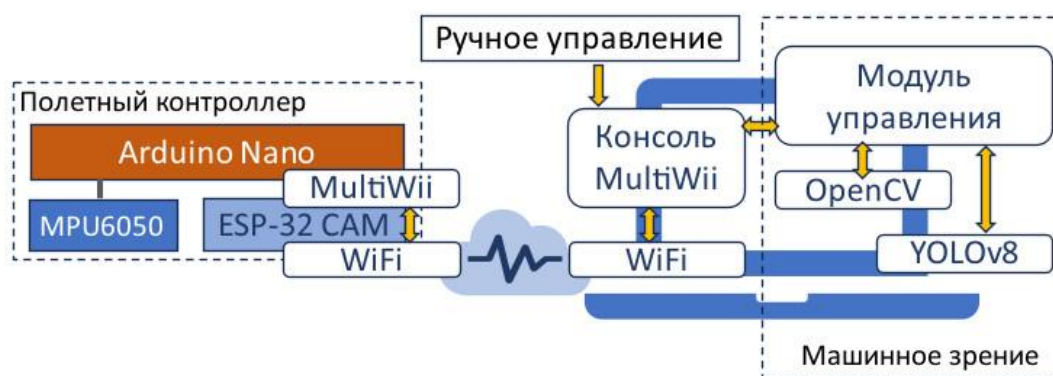 Ручное управление
Полетный контроллер
Arduino Nano
MultiWii
MPU6050
ESP-32 CAM
WiFi
Консоль
MultiWii
WiFi
Модуль
управления
OpenCV
YOLOv8
Машинное зрение